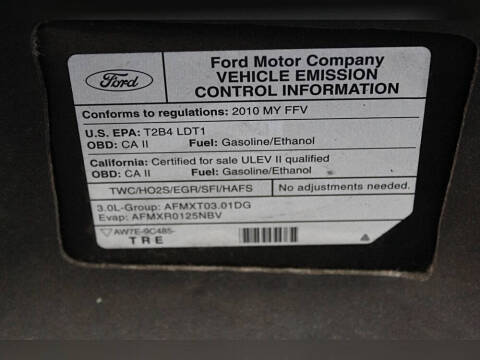 Ford
Ford Motor Company
VEHICLE EMISSION
CONTROL INFORMATION
Conforms to regulations: 2010 MY FFV
U.S. EPA: T2B4 LDT1
OBD: CA II Fuel: Gasoline/Ethanol
California: Certified for sale ULEV II qualified
OBD: CA II Fuel: Gasoline/Ethanol
TWC/HO2S/EGR/SFI/HAFS No adjustments needed.
3.0L-Group: AFMXT03.01DG
Evap: AFMXR0125NBV
AW7E-9C485-
TRE